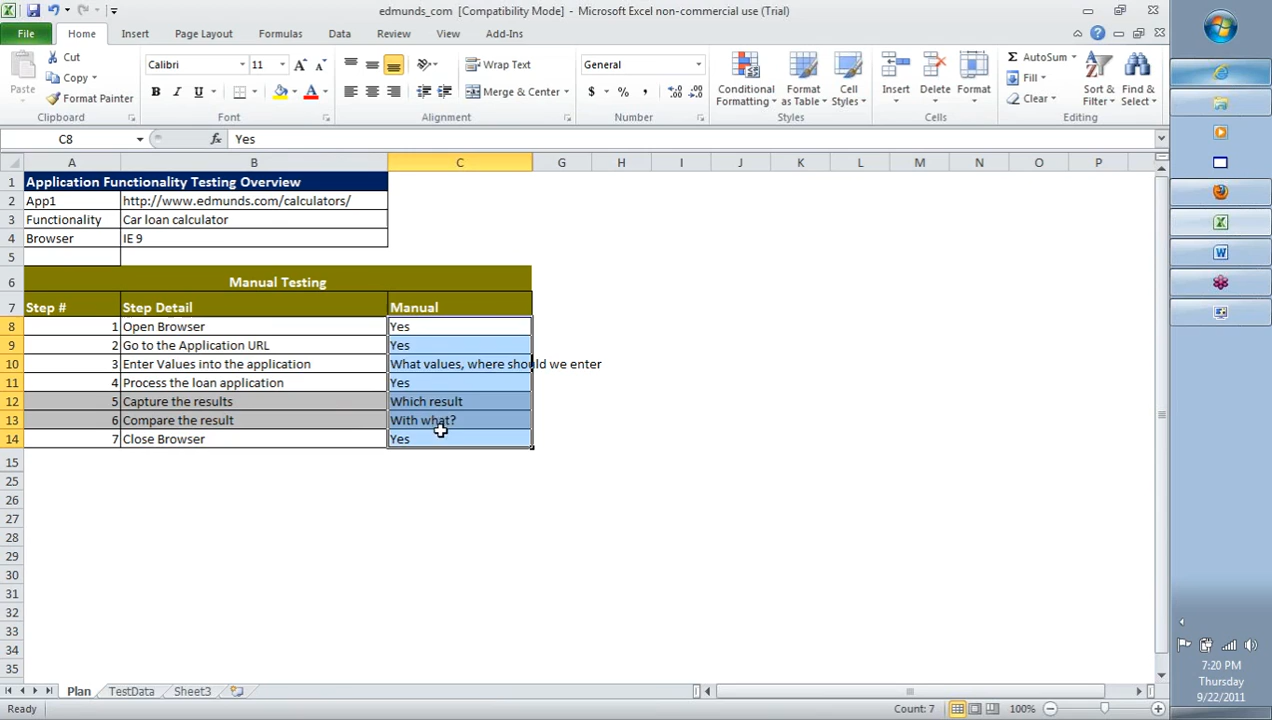 edmunds_com [Compatibility Mode] - Microsoft Excel non-commercial use (Trial)
File Home Insert Page Layout Formulas Data Review View Add-Ins
Paste
Cut
Copy
Format Painter
Clipboard
Calibri 11
B I U
Font
Wrap Text
Merge & Center
Alignment
General
$ % ,
Number
Conditional Formatting
Format as Table
Cell Styles
Styles
Insert Delete Format
Cells
AutoSum
Fill
Clear
Sort & Filter
Find & Select
Editing
C8 fx Yes
A B C G H I J K L M N O P
1 Application Functionality Testing Overview
2 App1 http://www.edmunds.com/calculators/
3 Functionality Car loan calculator
4 Browser IE 9
5
6 Manual Testing
7 Step # Step Detail Manual
8 1 Open Browser Yes
9 2 Go to the Application URL Yes
10 3 Enter Values into the application What values, where should we enter
11 4 Process the loan application Yes
12 5 Capture the results Which result
13 6 Compare the result With what?
14 7 Close Browser Yes
15
25
26
27
28
29
30
31
32
33
34
35
Plan TestData Sheet3
Ready Count: 7 100%
7:20 PM
Thursday
9/22/2011